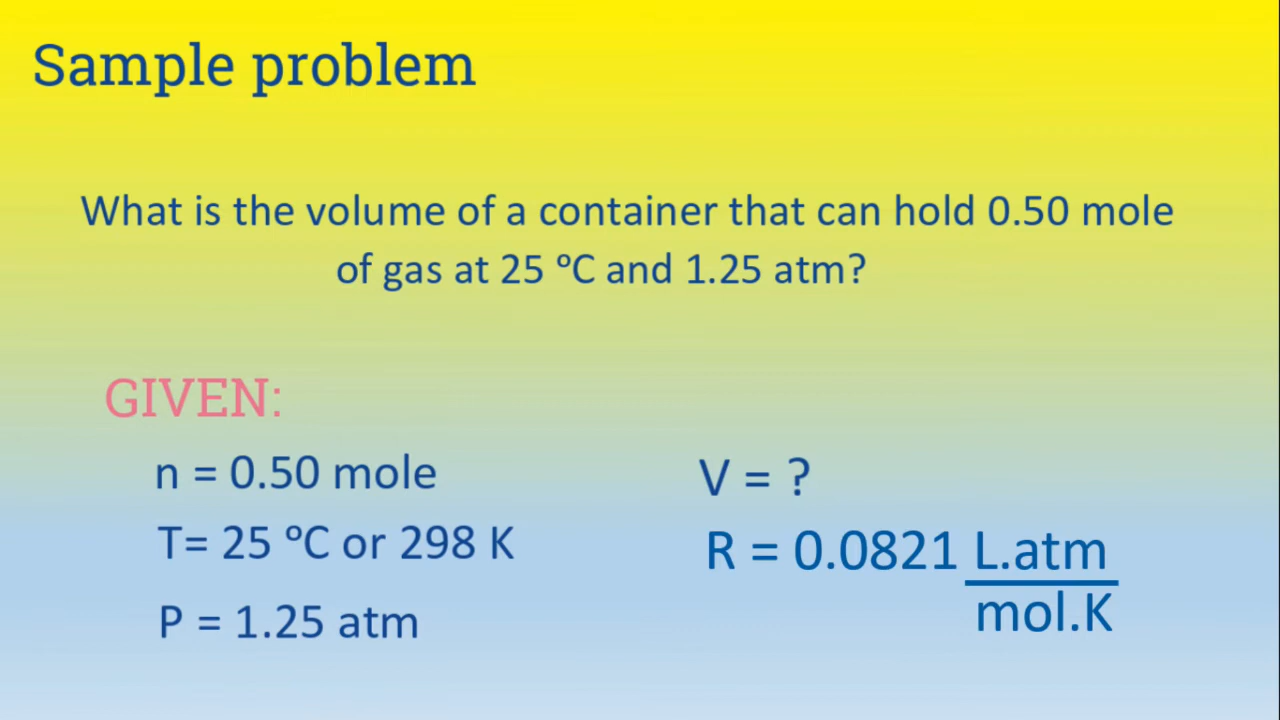 Sample problem
What is the volume of a container that can hold 0.50 mole
of gas at 25 ºC and 1.25 atm?
GIVEN:
n = 0.50 mole
T= 25 ºC or 298 K
P = 1.25 atm
V = ?
R = 0.0821 L.atm
mol.K